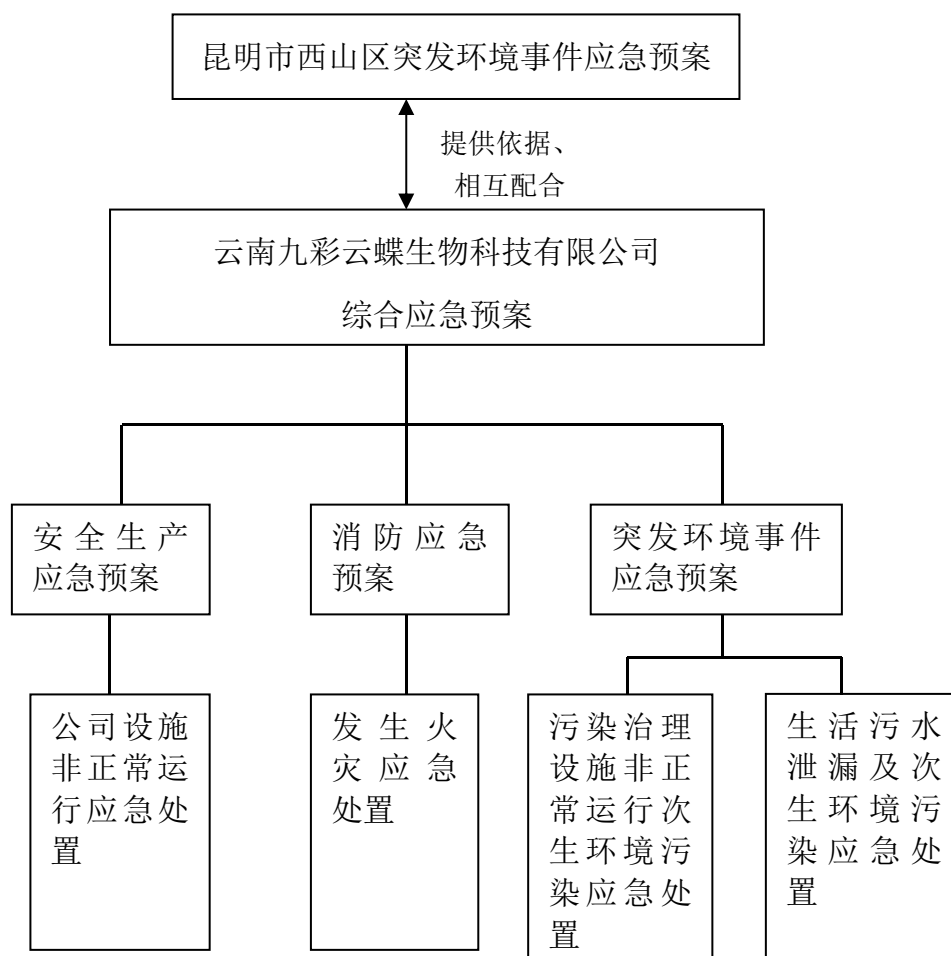 昆明市西山区突发环境事件应急预案
提供依据、
相互配合
云南九彩云蝶生物科技有限公司
综合应急预案
安全生产
应急预案
消防应急
预案
突发环境事件
应急预案
公司设施
非正常运
行应急处
置
发生火
灾应急
处置
污染治理
设施非正
常运行次
生环境污
染应急处
置
生活污水
泄漏及次
生环境污
染应急处
置